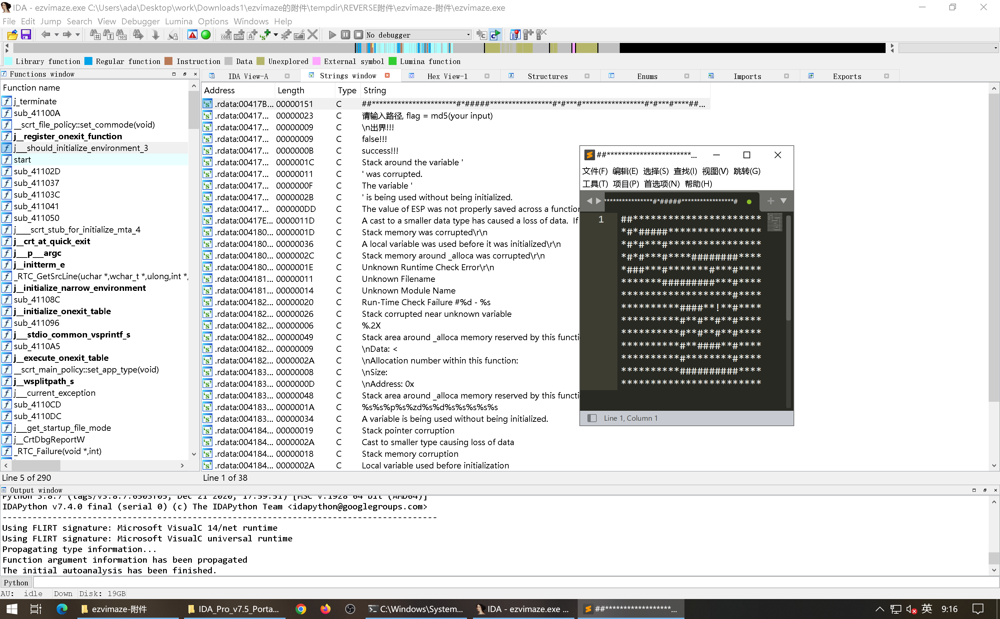 IDA - ezvimaze.exe C:\Users\ada\Desktop\work\Downloads1\ezvimaze的附件\tempdir\REVERSE附件\ezvimaze-附件\ezvimaze.exe
File Edit Jump Search View Debugger Lumina Options Windows Help
No debugger
Library function Regular function Instruction Data Unexplored External symbol Lumina function
Functions window
IDA View-A Strings window Hex View-1 Structures Enums Imports Exports
Function name
j_terminate
sub_41100A
__scrt_file_policy::set_commode(void)
j__register_onexit_function
j___should_initialize_environment_3
start
sub_41102D
sub_411037
sub_41103C
sub_411041
sub_411050
j____scrt_stub_for_initialize_mta_4
j__crt_at_quick_exit
j___p___argc
j__initterm_e
_RTC_GetSrcLine(uchar *,wchar_t *,ulong,int *,
j__initialize_narrow_environment
sub_41108C
j__initialize_onexit_table
sub_411096
j___stdio_common_vsprintf_s
sub_4110A5
j__execute_onexit_table
__scrt_main_policy::set_app_type(void)
j__wsplitpath_s
j___current_exception
sub_4110CD
sub_4110DC
j___get_startup_file_mode
j__CrtDbgReportW
_RTC_Failure(void *,int)
Line 5 of 290
Address Length Type String
.rdata:00417B... 00000151 C ##***********************#*#####*****************#*#***#*****************#*#***#****##...
.rdata:00417... 00000023 C 请输入路径, flag = md5(your input)
.rdata:00417... 00000009 C \n出界!!!
.rdata:00417... 00000009 C false!!!
.rdata:00417... 0000000B C success!!!
.rdata:00417... 0000001C C Stack around the variable '
.rdata:00417... 00000011 C ' was corrupted.
.rdata:00417... 0000000F C The variable '
.rdata:00417... 0000002B C ' is being used without being initialized.
.rdata:00417... 000000DD C The value of ESP was not properly saved across a function
.rdata:00417E... 0000011D C A cast to a smaller data type has caused a loss of data.  If
.rdata:004180... 0000001D C Stack memory was corrupted\r\n
.rdata:004180... 00000036 C A local variable was used before it was initialized\r\n
.rdata:004180... 0000002C C Stack memory around _alloca was corrupted\r\n
.rdata:004180... 0000001E C Unknown Runtime Check Error\r\n
.rdata:004181... 00000011 C Unknown Filename
.rdata:004181... 00000014 C Unknown Module Name
.rdata:004182... 00000020 C Run-Time Check Failure #%d - %s
.rdata:004182... 00000026 C Stack corrupted near unknown variable
.rdata:004182... 00000006 C %.2X
.rdata:004182... 00000049 C Stack area around _alloca memory reserved by this functi
.rdata:004182... 00000009 C \nData: <
.rdata:004182... 0000002A C \nAllocation number within this function:
.rdata:004183... 00000008 C \nSize:
.rdata:004183... 0000000D C \nAddress: 0x
.rdata:004183... 00000048 C Stack area around _alloca memory reserved by this functi
.rdata:004183... 0000001A C %s%s%p%s%zd%s%d%s%s%s%s%s
.rdata:004183... 00000034 C A variable is being used without being initialized.
.rdata:004184... 00000019 C Stack pointer corruption
.rdata:004184... 0000002A C Cast to smaller type causing loss of data
.rdata:004184... 00000018 C Stack memory corruption
.rdata:004184... 0000002A C Local variable used before initialization
Line 1 of 38
##***********************...
文件(F) 编辑(E) 选择(S) 查找(I) 视图(V) 跳转(G)
工具(T) 项目(P) 首选项(N) 帮助(H)
*****************#*#####*****************#
1
##**********************
*#*#####****************
*#*#***#****************
*#*#***#****########****
*###***#*******#***#****
*******#########***#****
*******************#****
**********####**!**#****
**********#**#**#**#****
**********#**#**#**#****
**********#**####**#****
**********#********#****
**********##########****
************************
Line 1, Column 1
Output window
Python 3.8.7 (tags/v3.8.7:6503f05, Dec 21 2020, 17:59:51) [MSC v.1928 64 bit (AMD64)]
IDAPython v7.4.0 final (serial 0) (c) The IDAPython Team <idapython@googlegroups.com>
---------------------------------------------------------------------------------------
Using FLIRT signature: Microsoft VisualC 14/net runtime
Using FLIRT signature: Microsoft VisualC universal runtime
Propagating type information...
Function argument information has been propagated
The initial autoanalysis has been finished.
Python
AU: idle Down Disk: 19GB
ezvimaze-附件 IDA_Pro_v7.5_Porta... C:\Windows\System... IDA - ezvimaze.exe ... ##*******************... 英 9:16